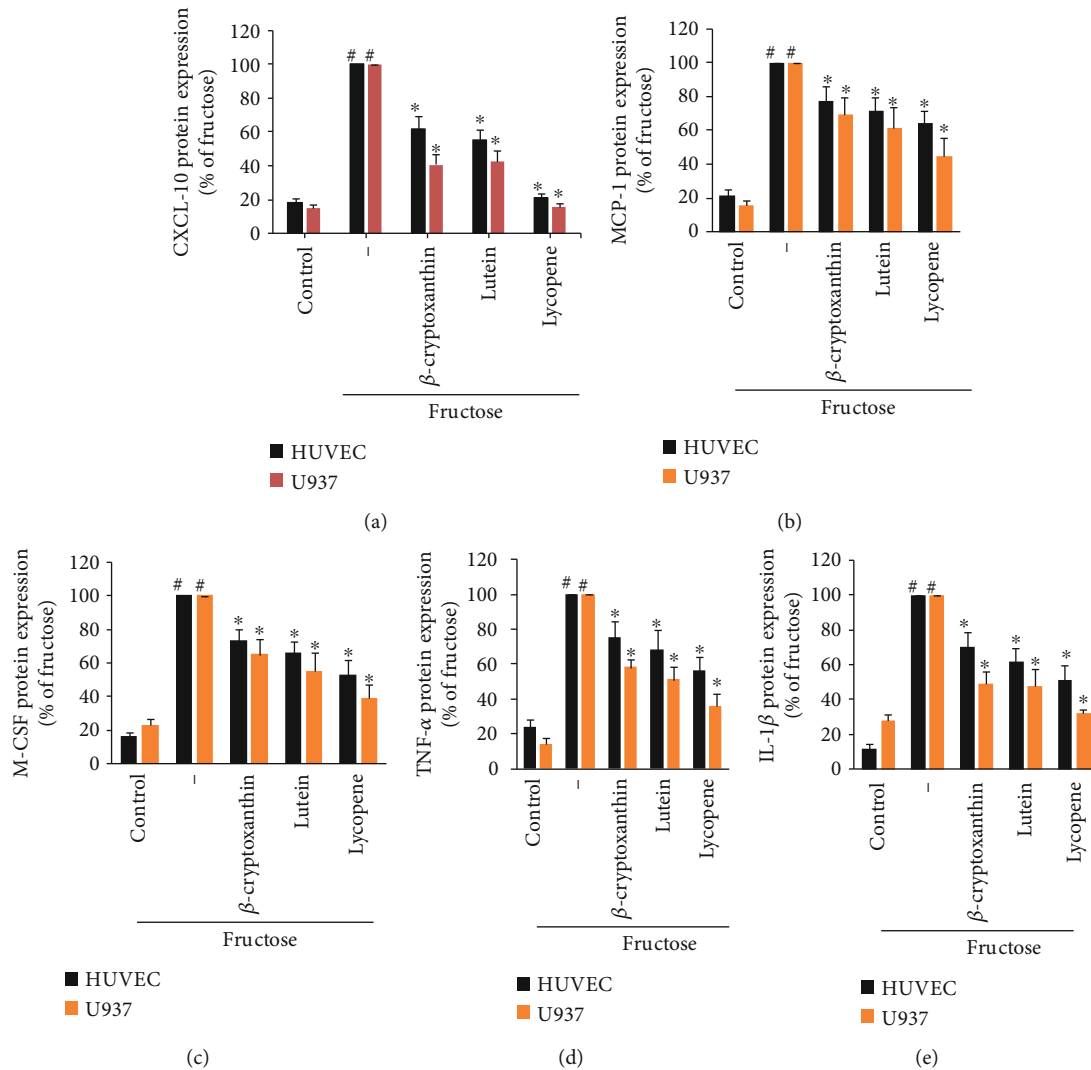 CXCL-10 protein expression
(% of fructose)
120
100
80
60
40
20
0
# #
* *
* *
* *
Control
–
β-cryptoxanthin
Lutein
Lycopene
Fructose
HUVEC
U937
(a)
MCP-1 protein expression
(% of fructose)
120
100
80
60
40
20
0
# #
* *
* *
* *
Control
–
β-cryptoxanthin
Lutein
Lycopene
Fructose
HUVEC
U937
(b)
M-CSF protein expression
(% of fructose)
120
100
80
60
40
20
0
# #
* *
* *
* *
Control
–
β-cryptoxanthin
Lutein
Lycopene
Fructose
HUVEC
U937
(c)
TNF-α protein expression
(% of fructose)
120
100
80
60
40
20
0
# #
* *
* *
* *
Control
–
β-cryptoxanthin
Lutein
Lycopene
Fructose
HUVEC
U937
(d)
IL-1β protein expression
(% of fructose)
120
100
80
60
40
20
0
# #
* *
* *
* *
Control
–
β-cryptoxanthin
Lutein
Lycopene
Fructose
HUVEC
U937
(e)